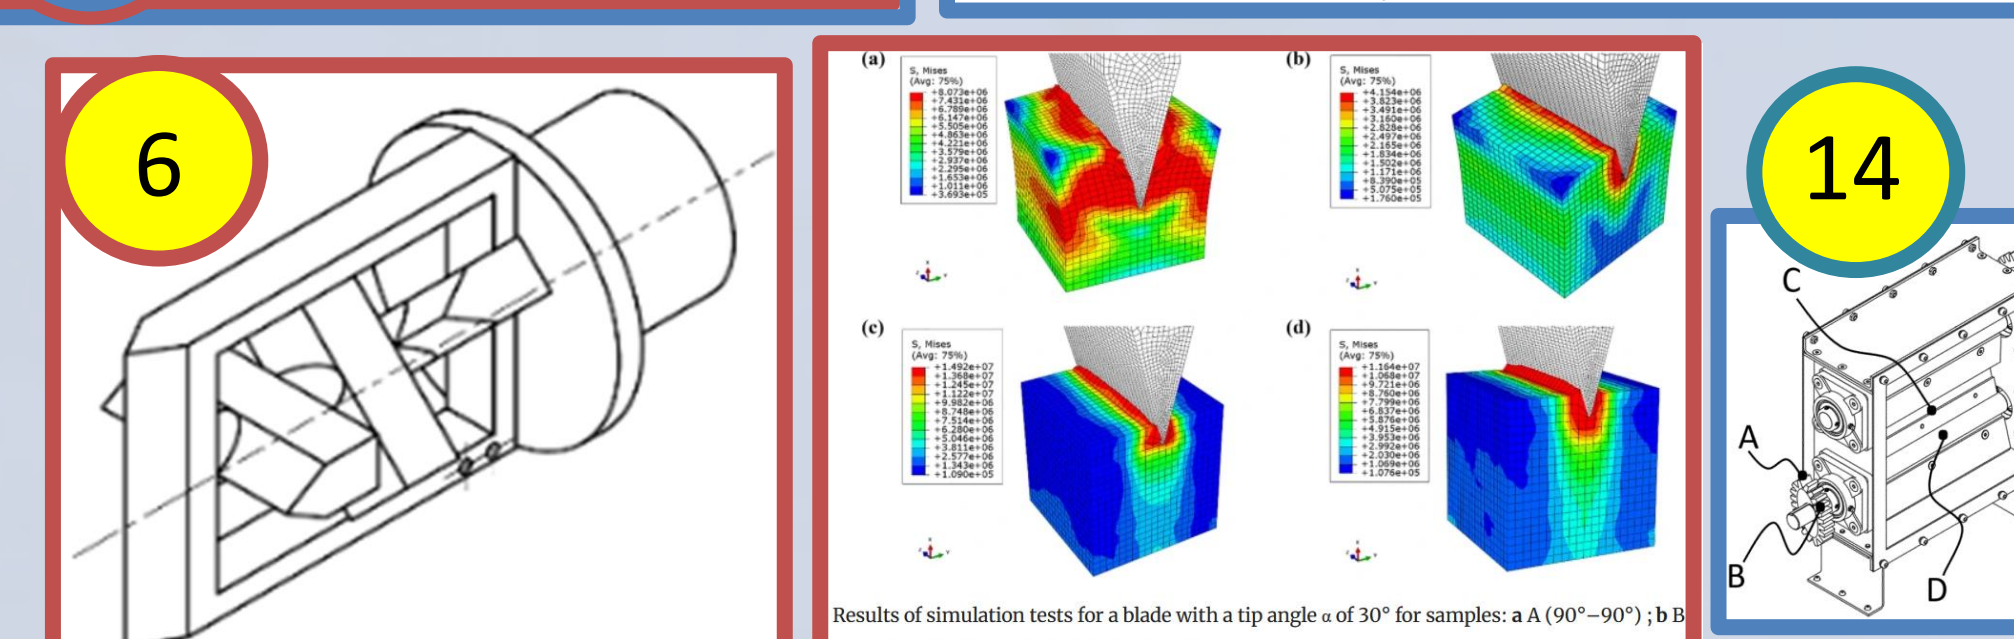 6
(a)
S, Mises
(Avg: 75%)
+8.073e+06
+7.431e+06
+6.789e+06
+6.147e+06
+5.505e+06
+4.863e+06
+4.221e+06
+3.579e+06
+2.937e+06
+2.295e+06
+1.653e+06
+1.011e+06
+3.693e+05
(b)
S, Mises
(Avg: 75%)
+4.154e+06
+3.823e+06
+3.491e+06
+3.160e+06
+2.828e+06
+2.497e+06
+2.165e+06
+1.834e+06
+1.502e+06
+1.171e+06
+8.390e+05
+5.075e+05
+1.760e+05
(c)
S, Mises
(Avg: 75%)
+1.492e+07
+1.368e+07
+1.245e+07
+1.122e+07
+9.982e+06
+8.748e+06
+7.514e+06
+6.280e+06
+5.046e+06
+3.811e+06
+2.577e+06
+1.343e+06
+1.090e+05
(d)
S, Mises
(Avg: 75%)
+1.164e+07
+1.068e+07
+9.721e+06
+8.760e+06
+7.799e+06
+6.837e+06
+5.876e+06
+4.915e+06
+3.953e+06
+2.992e+06
+2.030e+06
+1.069e+06
+1.076e+05
Results of simulation tests for a blade with a tip angle α of 30° for samples: a A (90°–90°) ; b B
14
C
A
B
D